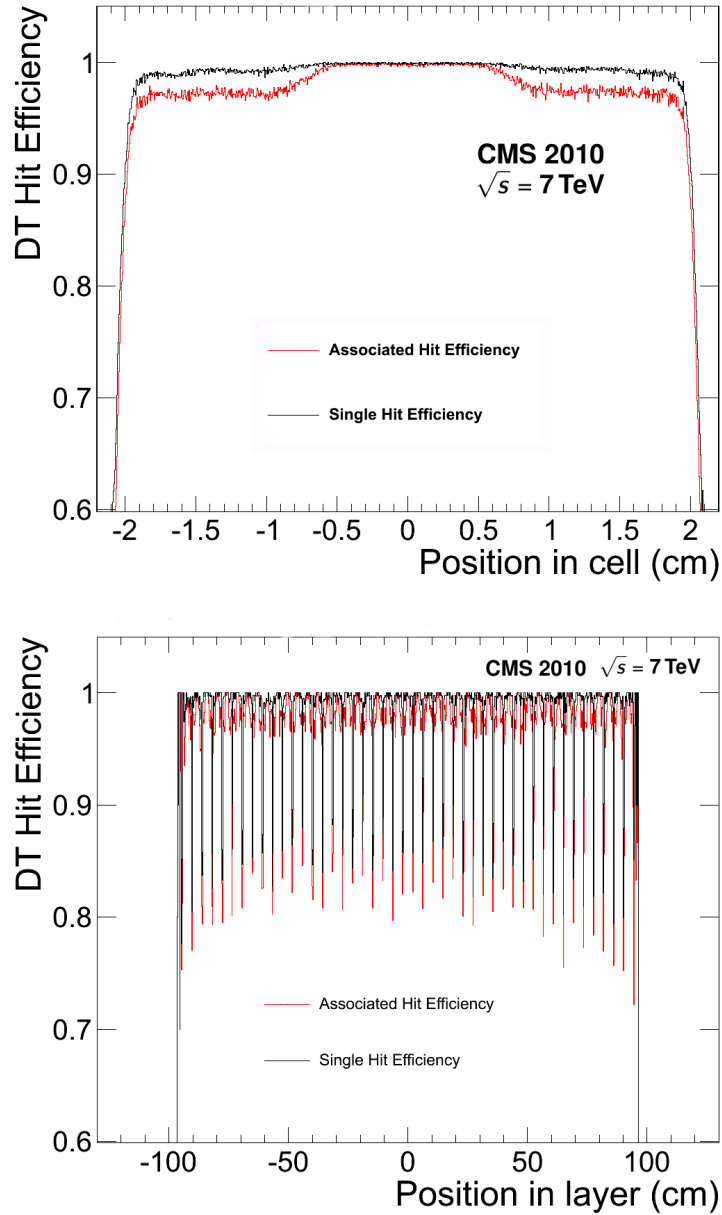 DT Hit Efficiency
1
0.9
0.8
0.7
0.6
CMS 2010
√s = 7 TeV
Associated Hit Efficiency
Single Hit Efficiency
-2 -1.5 -1 -0.5 0 0.5 1 1.5 2
Position in cell (cm)
DT Hit Efficiency
CMS 2010 √s = 7 TeV
1
0.9
0.8
0.7
0.6
Associated Hit Efficiency
Single Hit Efficiency
-100 -50 0 50 100
Position in layer (cm)